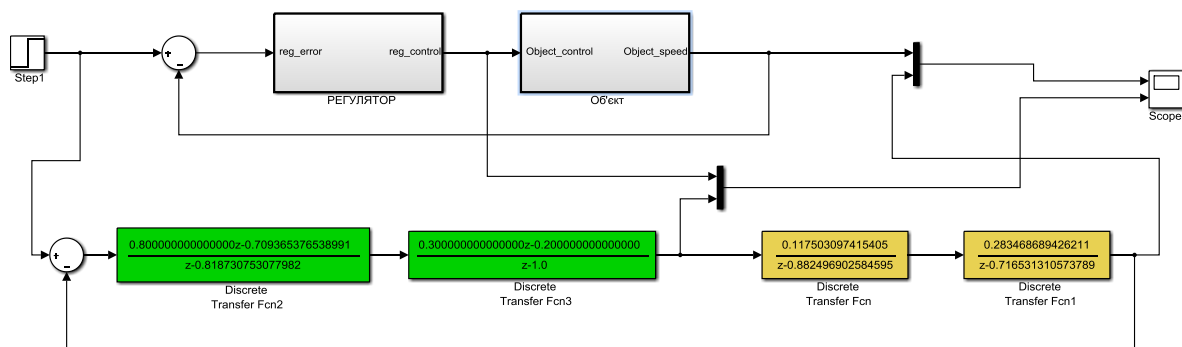 Step1
reg_error
reg_control
РЕГУЛЯТОР
Object_control
Object_speed
Об'єкт
Scope
0.800000000000000z-0.709365376538991
z-0.818730753077982
Discrete
Transfer Fcn2
0.300000000000000z-0.200000000000000
z-1.0
Discrete
Transfer Fcn3
0.117503097415405
z-0.882496902584595
Discrete
Transfer Fcn
0.283468689426211
z-0.716531310573789
Discrete
Transfer Fcn1